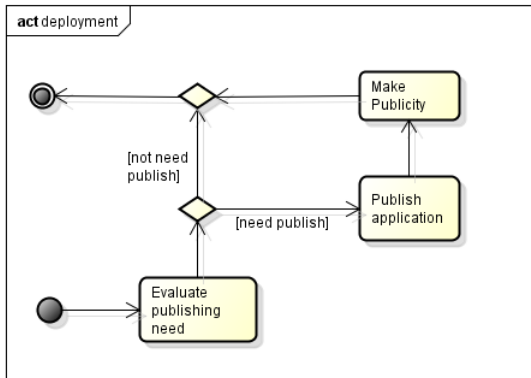 act deployment
Make
Publicity
[not need
publish]
Publish
application
[need publish]
Evaluate
publishing
need